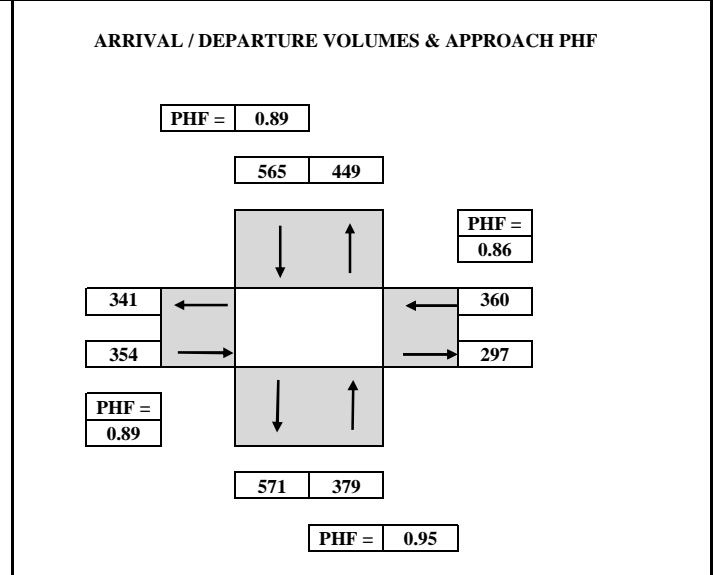 ARRIVAL / DEPARTURE VOLUMES & APPROACH PHF
PHF = 0.89
565 449
PHF =
0.86
341 360
354 297
PHF =
0.89
571 379
PHF = 0.95